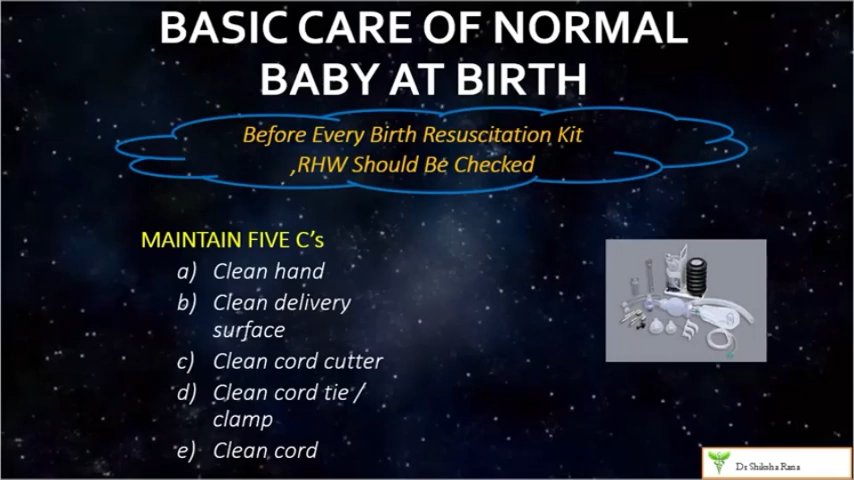 BASIC CARE OF NORMAL
BABY AT BIRTH
Before Every Birth Resuscitation Kit
,RHW Should Be Checked
MAINTAIN FIVE C's
a) Clean hand
b) Clean delivery
surface
c) Clean cord cutter
d) Clean cord tie /
clamp
e) Clean cord
Dr Shiksha Rana